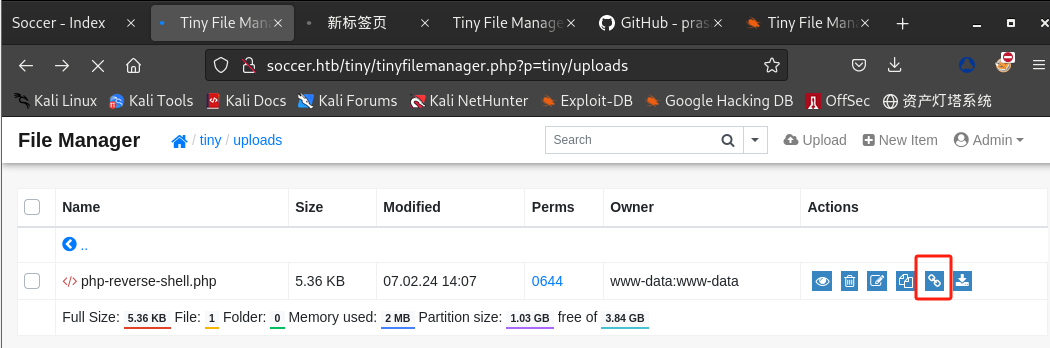 Soccer - Index
Tiny File Man
新标签页
Tiny File Manage
GitHub - pras
Tiny File Man
soccer.htb/tiny/tinyfilemanager.php?p=tiny/uploads
Kali Linux Kali Tools Kali Docs Kali Forums Kali NetHunter Exploit-DB Google Hacking DB OffSec 资产灯塔系统
File Manager / tiny / uploads Search Upload New Item Admin
Name Size Modified Perms Owner Actions
..
php-reverse-shell.php 5.36 KB 07.02.24 14:07 0644 www-data:www-data
Full Size: 5.36 KB File: 1 Folder: 0 Memory used: 2 MB Partition size: 1.03 GB free of 3.84 GB